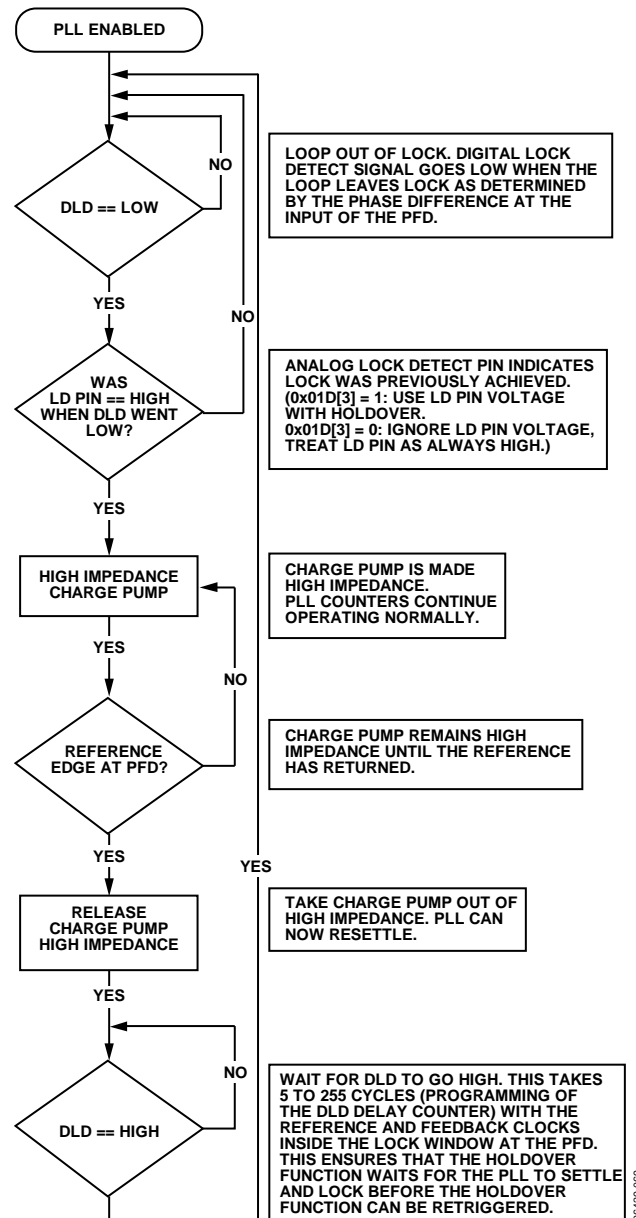 PLL ENABLED
NO
DLD == LOW
LOOP OUT OF LOCK. DIGITAL LOCK
DETECT SIGNAL GOES LOW WHEN THE
LOOP LEAVES LOCK AS DETERMINED
BY THE PHASE DIFFERENCE AT THE
INPUT OF THE PFD.
YES
NO
WAS
LD PIN == HIGH
WHEN DLD WENT
LOW?
ANALOG LOCK DETECT PIN INDICATES
LOCK WAS PREVIOUSLY ACHIEVED.
(0x01D[3] = 1: USE LD PIN VOLTAGE
WITH HOLDOVER.
0x01D[3] = 0: IGNORE LD PIN VOLTAGE,
TREAT LD PIN AS ALWAYS HIGH.)
YES
HIGH IMPEDANCE
CHARGE PUMP
CHARGE PUMP IS MADE
HIGH IMPEDANCE.
PLL COUNTERS CONTINUE
OPERATING NORMALLY.
YES
NO
REFERENCE
EDGE AT PFD?
CHARGE PUMP REMAINS HIGH
IMPEDANCE UNTIL THE REFERENCE
HAS RETURNED.
YES
YES
RELEASE
CHARGE PUMP
HIGH IMPEDANCE
TAKE CHARGE PUMP OUT OF
HIGH IMPEDANCE. PLL CAN
NOW RESETTLE.
YES
NO
DLD == HIGH
WAIT FOR DLD TO GO HIGH. THIS TAKES
5 TO 255 CYCLES (PROGRAMMING OF
THE DLD DELAY COUNTER) WITH THE
REFERENCE AND FEEDBACK CLOCKS
INSIDE THE LOCK WINDOW AT THE PFD.
THIS ENSURES THAT THE HOLDOVER
FUNCTION WAITS FOR THE PLL TO SETTLE
AND LOCK BEFORE THE HOLDOVER
FUNCTION CAN BE RETRIGGERED.